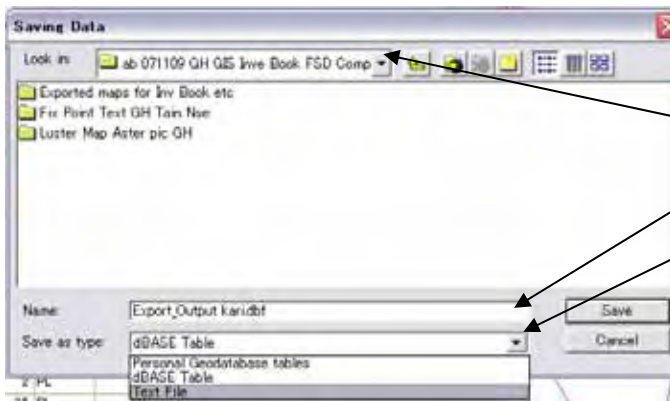 Saving Data
Look in: ab 071109 GH GIS Inve Book FSD Comp
Exported maps for Inv Book etc
Fix Point Text GH Tain Nse
Luster Map Aster pic GH
Name: Export_Output kari.dbf Save
Save as type: dBASE Table Cancel
Personal Geodatabase tables
dBASE Table
Text File
2 PL